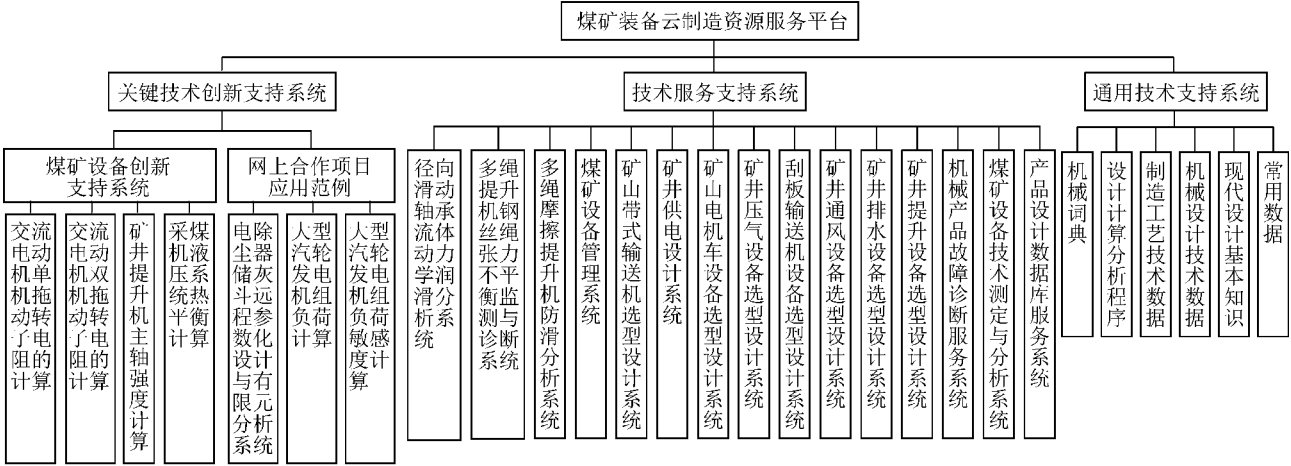 煤矿装备云制造资源服务平台
关键技术创新支持系统
技术服务支持系统
通用技术支持系统
煤矿设备创新
支持系统
网上合作项目
应用范例
交流电动机单机拖动转子电阻的计算
交流电动机双机拖动转子电阻的计算
矿井提升机主轴强度计算
采煤机液压系统热平衡计算
电除尘器储灰斗远程参数化设计与有限元分析系统
大型汽轮发电机组负荷计算
大型汽轮发电机组负荷敏感度计算
径向滑动轴承流体动力学润滑分析系统
多绳提升机钢丝绳张力不平衡监测与诊断系统
多绳摩擦提升机防滑分析系统
煤矿设备管理系统
矿山带式输送机选型设计系统
矿井供电设计系统
矿山电机车设备选型设计系统
矿井压气设备选型设计系统
刮板输送机设备选型设计系统
矿井通风设备选型设计系统
矿井排水设备选型设计系统
矿井提升设备选型设计系统
机械产品故障诊断服务系统
煤矿设备技术测定与分析系统
产品设计数据库服务系统
机械词典
设计计算分析程序
制造工艺技术数据
机械设计技术数据
现代设计基本知识
常用数据